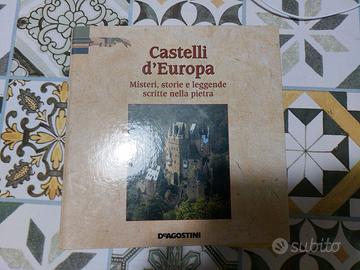 Castelli
d'Europa
Misteri, storie e leggende
scritte nella pietra
DeAGOSTINI
subito